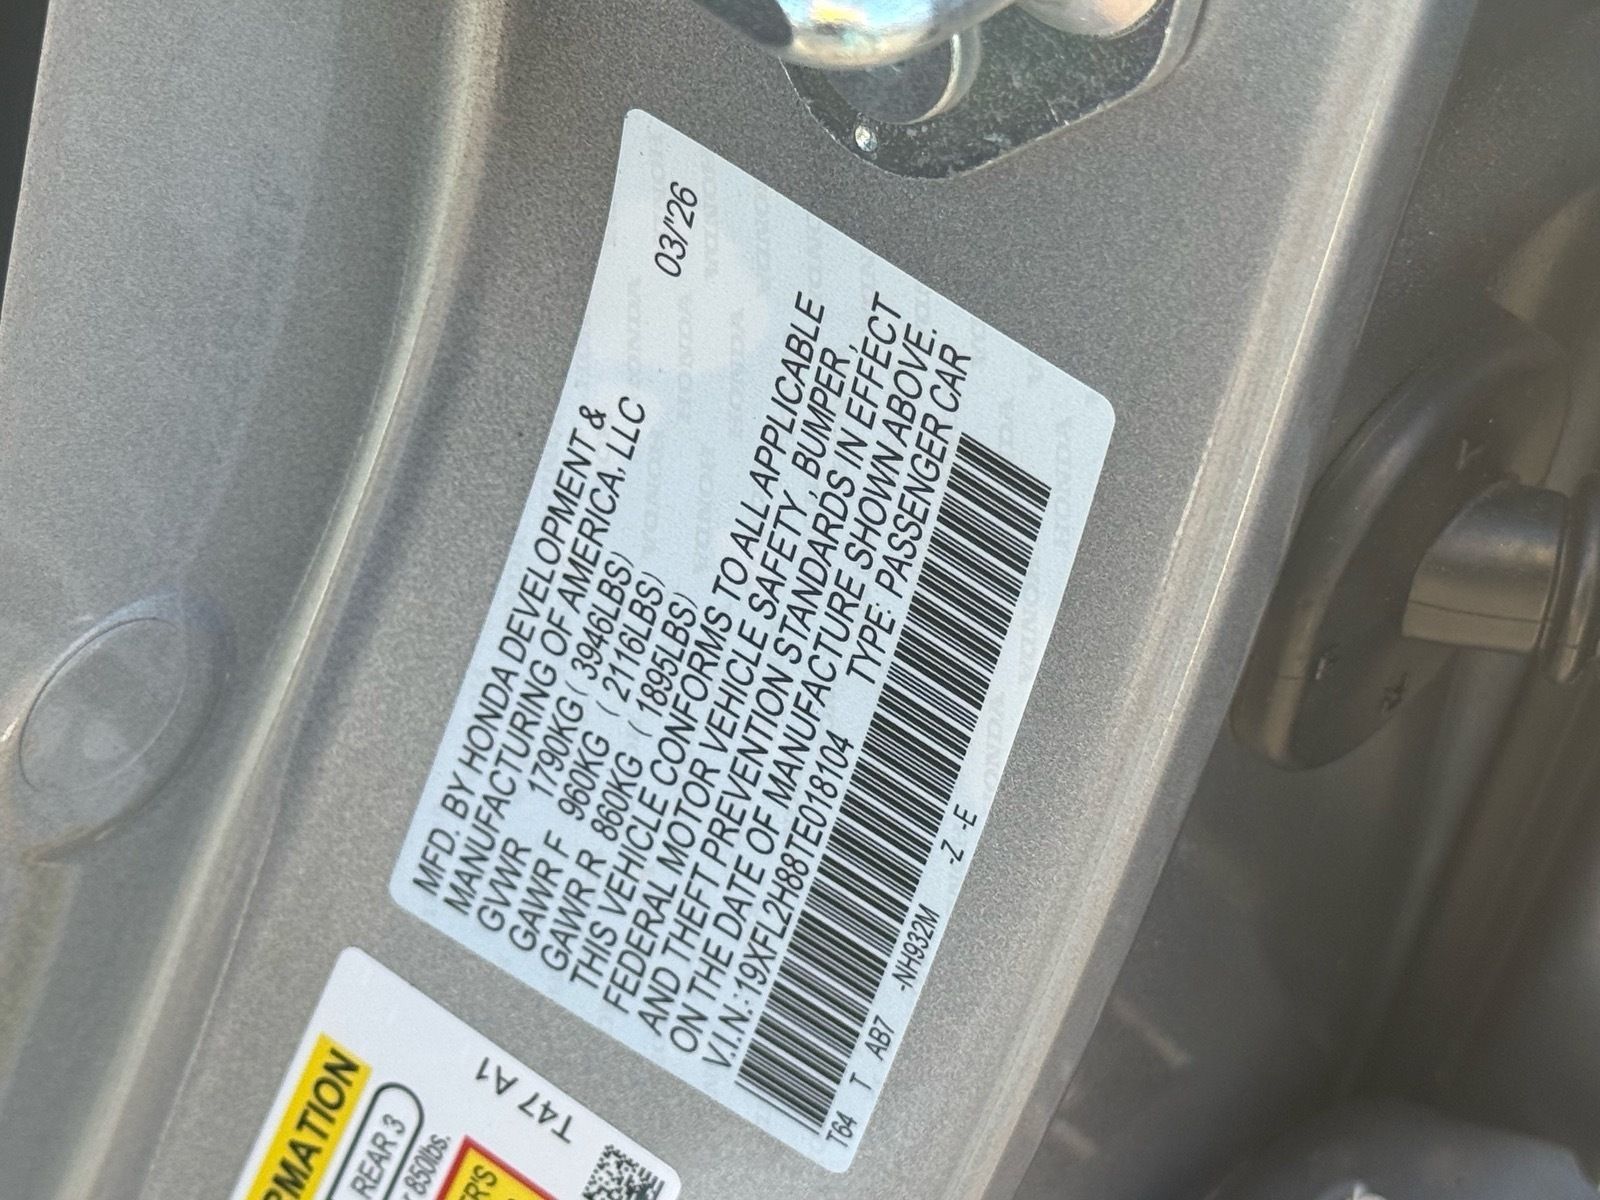 03/'26
MFD. BY HONDA DEVELOPMENT &
MANUFACTURING OF AMERICA, LLC
GVWR 1790KG ( 3946LBS)
GAWR F 960KG ( 2116LBS)
GAWR R 860KG ( 1895LBS)
THIS VEHICLE CONFORMS TO ALL APPLICABLE
FEDERAL MOTOR VEHICLE SAFETY, BUMPER,
AND THEFT PREVENTION STANDARDS IN EFFECT
ON THE DATE OF MANUFACTURE SHOWN ABOVE.
V.I.N.:19XFL2H88TE018104 TYPE: PASSENGER CAR
T64 T AB7 -NH932M -Z -E
T47 A1
RMATION
REAR 3
850lbs.
ER'S